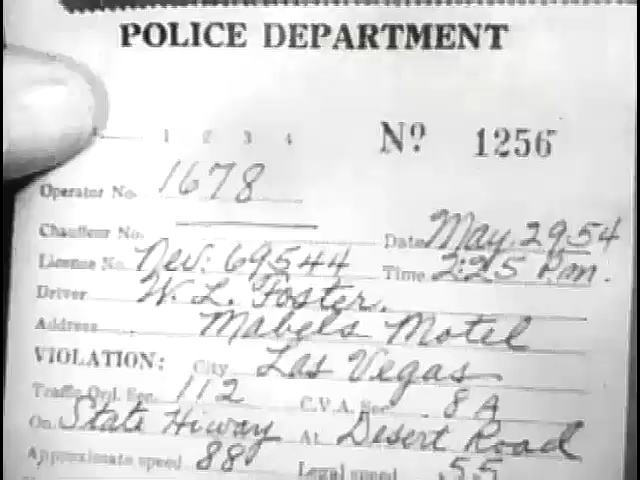 POLICE DEPARTMENT
1 2 3 4 Nº 1256
Operator No. 1678
Chauffeur No. Date May 29 54
License No. Nev. 69544 Time 2:25 P.m.
Driver W. L. Foster.
Address Mabels Motel
VIOLATION: City Las Vegas
Traffic Ord. Sec. 112 C.V.A. Sec. 8A
On State Hiway At Desert Road
Approximate speed 88 Legal speed 55